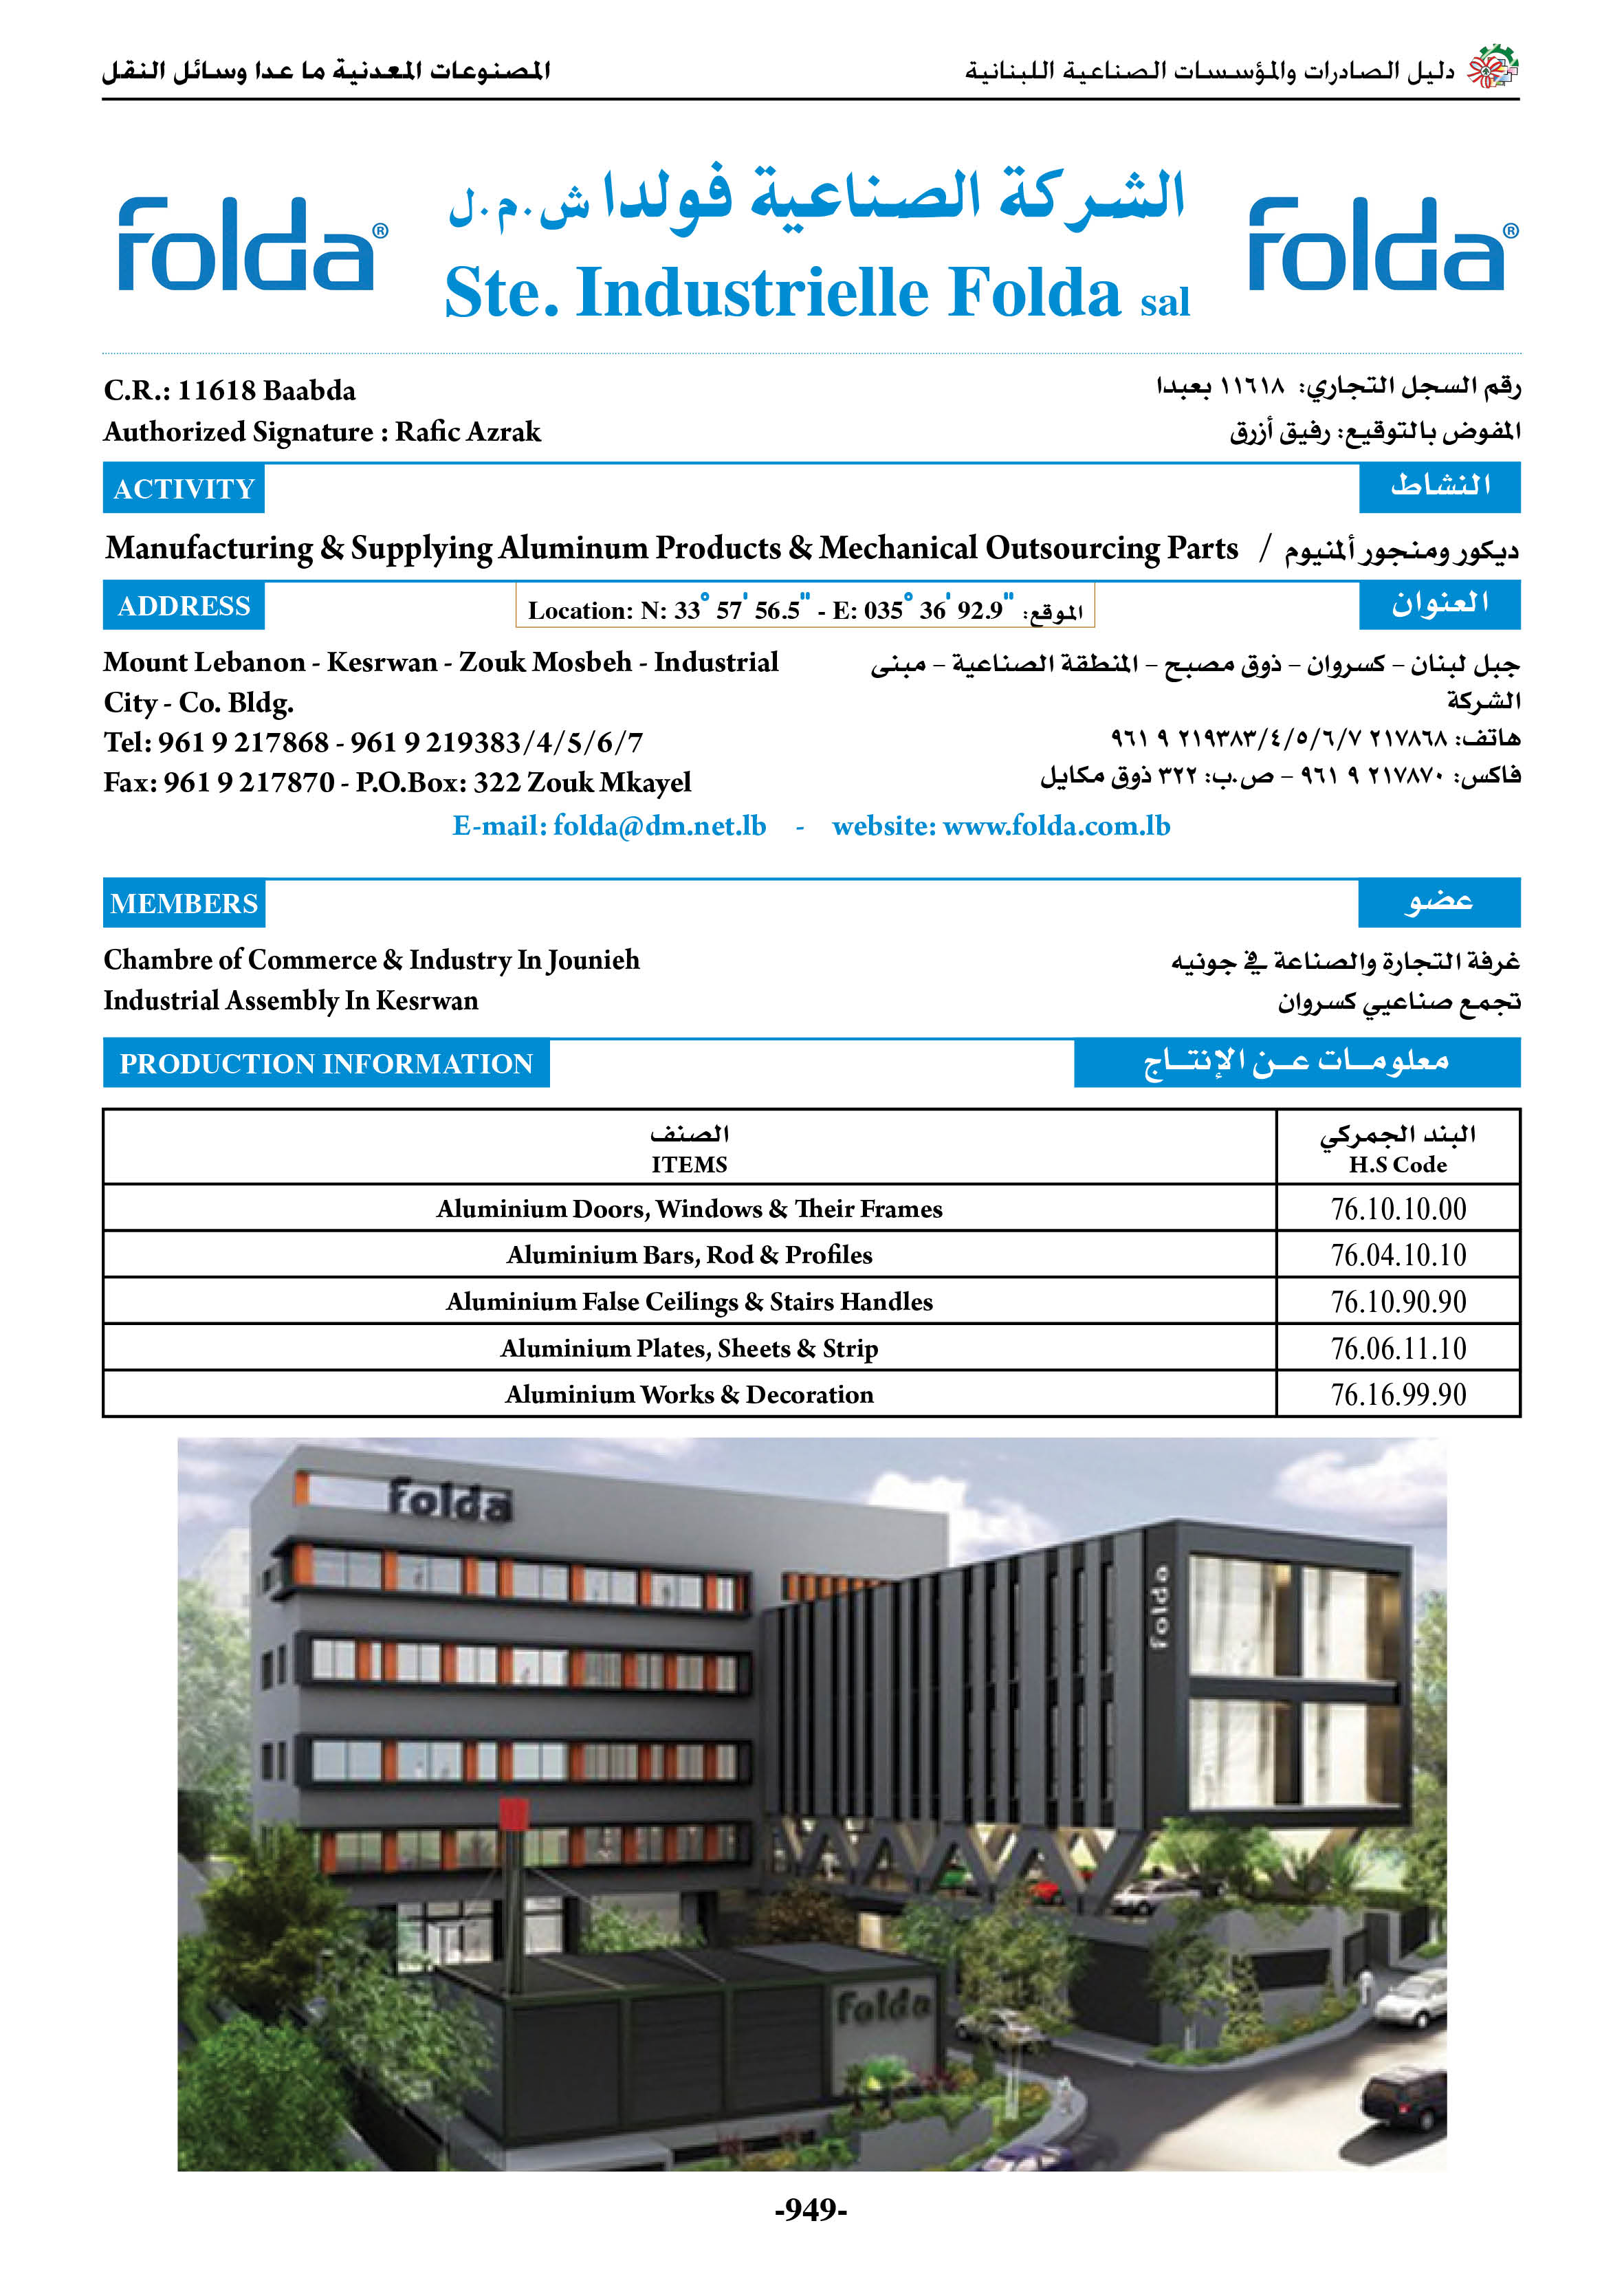 المصنوعات المعدنية ما عدا وسائل النقل
دليل الصادرات والمؤسسات الصناعية اللبنانية
folda®
الشركة الصناعية فولدا ش.م.ل
Ste. Industrielle Folda sal
folda®
C.R.: 11618 Baabda
رقم السجل التجاري: ١١٦١٨ بعبدا
Authorized Signature : Rafic Azrak
المفوض بالتوقيع: رفيق أزرق
ACTIVITY
النشاط
Manufacturing & Supplying Aluminum Products & Mechanical Outsourcing Parts / ديكور ومنجور ألمنيوم
ADDRESS
Location: N: 33° 57' 56.5" - E: 035° 36' 92.9" الموقع:
العنوان
Mount Lebanon - Kesrwan - Zouk Mosbeh - Industrial
City - Co. Bldg.
Tel: 961 9 217868 - 961 9 219383/4/5/6/7
Fax: 961 9 217870 - P.O.Box: 322 Zouk Mkayel
جبل لبنان – كسروان – ذوق مصبح – المنطقة الصناعية – مبنى
الشركة
هاتف: ٢١٧٨٦٨ ٢١٩٣٨٣/٤/٥/٦/٧ ٩ ٩٦١
فاكس: ٢١٧٨٧٠ ٩ ٩٦١ – ص.ب: ٣٢٢ ذوق مكايل
E-mail: folda@dm.net.lb - website: www.folda.com.lb
MEMBERS
عضو
Chambre of Commerce & Industry In Jounieh
غرفة التجارة والصناعة في جونيه
Industrial Assembly In Kesrwan
تجمع صناعيي كسروان
PRODUCTION INFORMATION
معلومــات عــن الإنتــاج
الصنف
ITEMS
البند الجمركي
H.S Code
Aluminium Doors, Windows & Their Frames 76.10.10.00
Aluminium Bars, Rod & Profiles 76.04.10.10
Aluminium False Ceilings & Stairs Handles 76.10.90.90
Aluminium Plates, Sheets & Strip 76.06.11.10
Aluminium Works & Decoration 76.16.99.90
folda
folda
folda
-949-